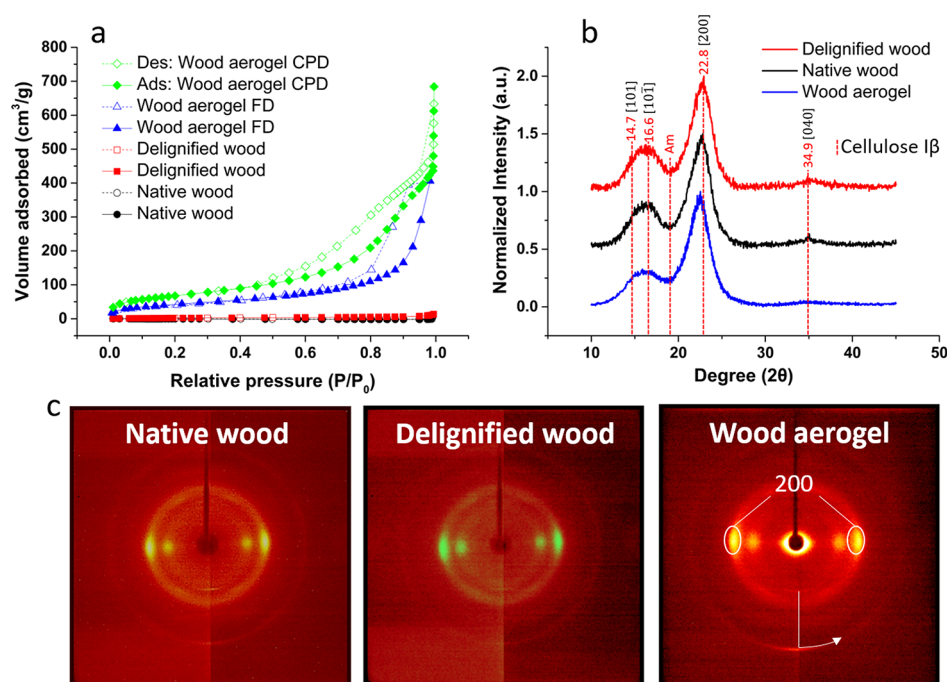 a
Volume adsorbed (cm³/g)
800
700
600
500
400
300
200
100
0
Des: Wood aerogel CPD
Ads: Wood aerogel CPD
Wood aerogel FD
Wood aerogel FD
Delignified wood
Delignified wood
Native wood
Native wood
0.0 0.2 0.4 0.6 0.8 1.0
Relative pressure (P/P₀)
b
Normalized Intensity (a.u.)
2.0
1.5
1.0
0.5
0.0
14.7 [101]
16.6 [101̄]
Am
22.8 [200]
34.9 [040]
Delignified wood
Native wood
Wood aerogel
Cellulose Iβ
10 20 30 40 50
Degree (2θ)
c
Native wood
Delignified wood
Wood aerogel
200